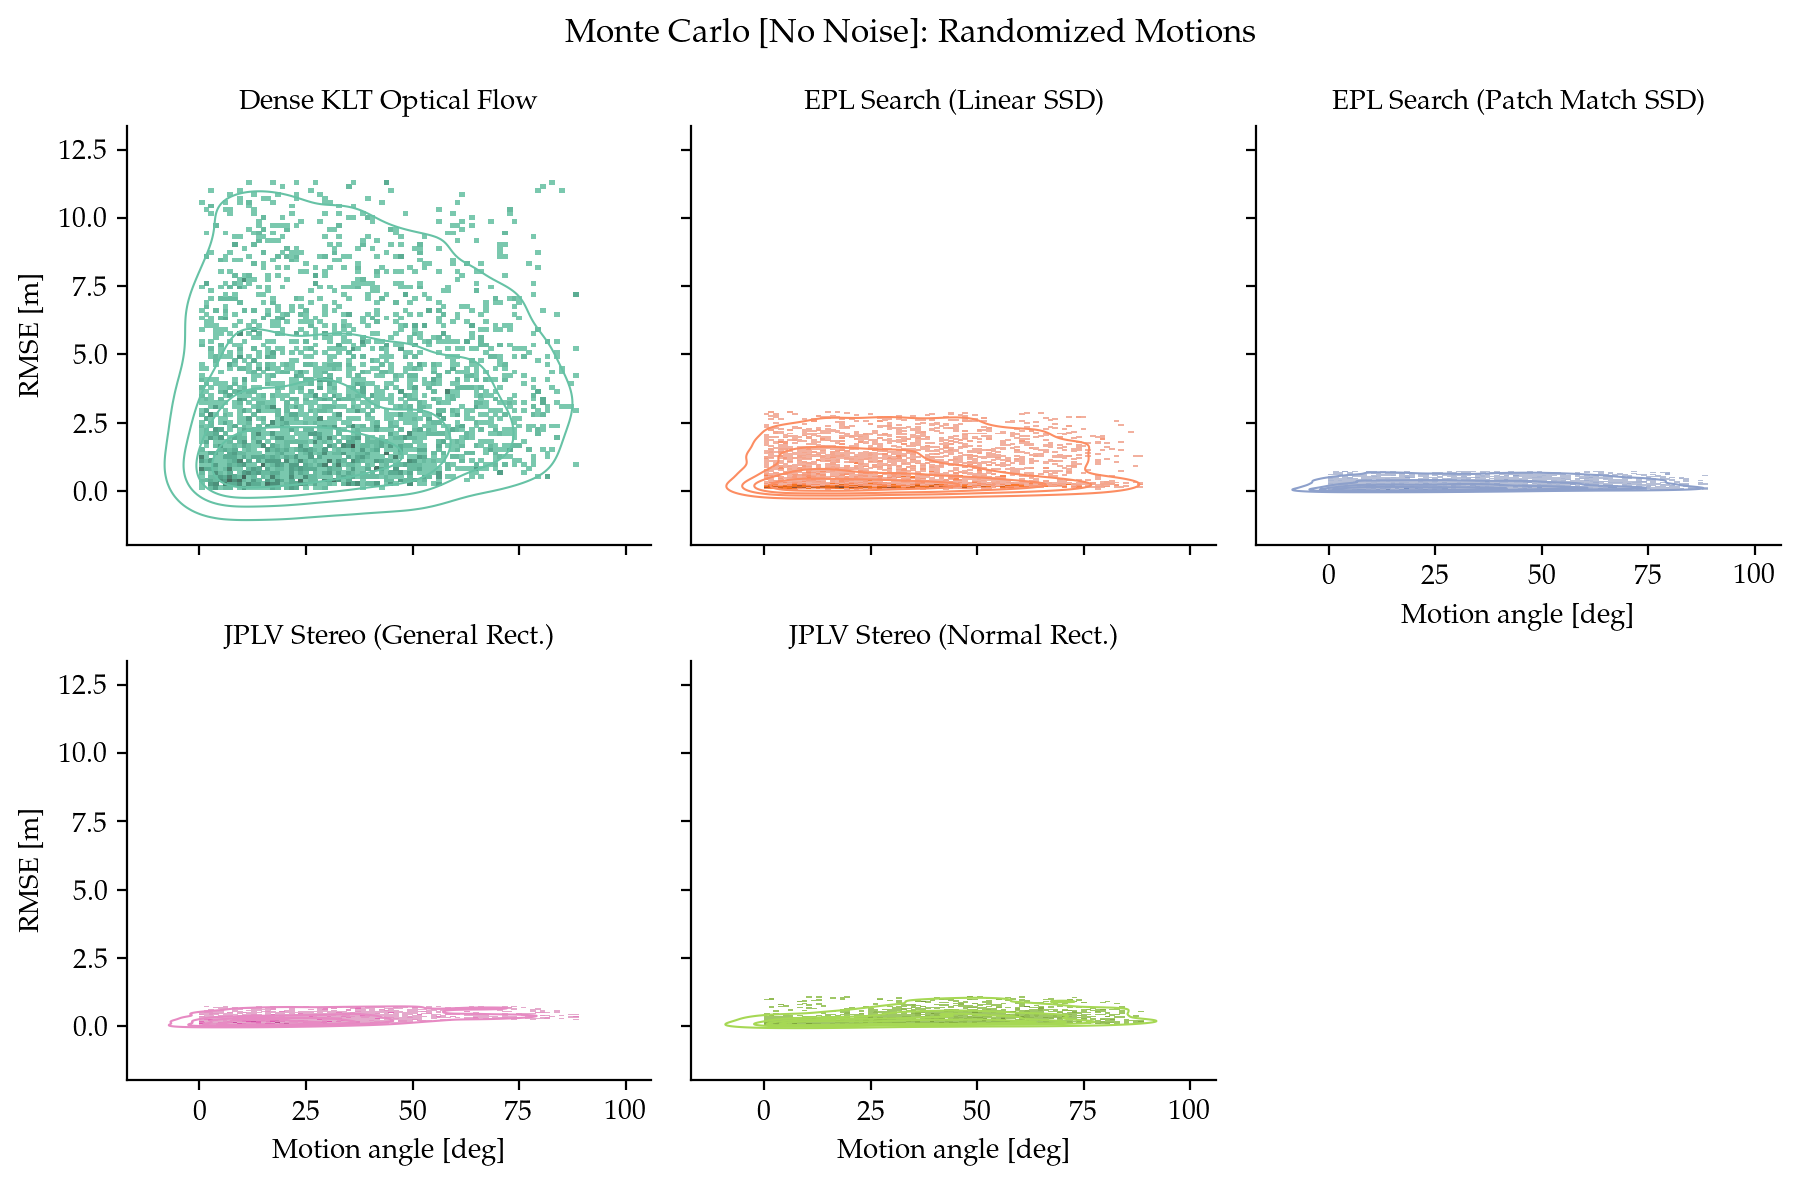 Monte Carlo [No Noise]: Randomized Motions
Dense KLT Optical Flow
EPL Search (Linear SSD)
EPL Search (Patch Match SSD)
12.5
10.0
7.5
5.0
2.5
0.0
RMSE [m]
0 25 50 75 100
Motion angle [deg]
JPLV Stereo (General Rect.)
JPLV Stereo (Normal Rect.)
12.5
10.0
7.5
5.0
2.5
0.0
RMSE [m]
0 25 50 75 100
0 25 50 75 100
Motion angle [deg]
Motion angle [deg]